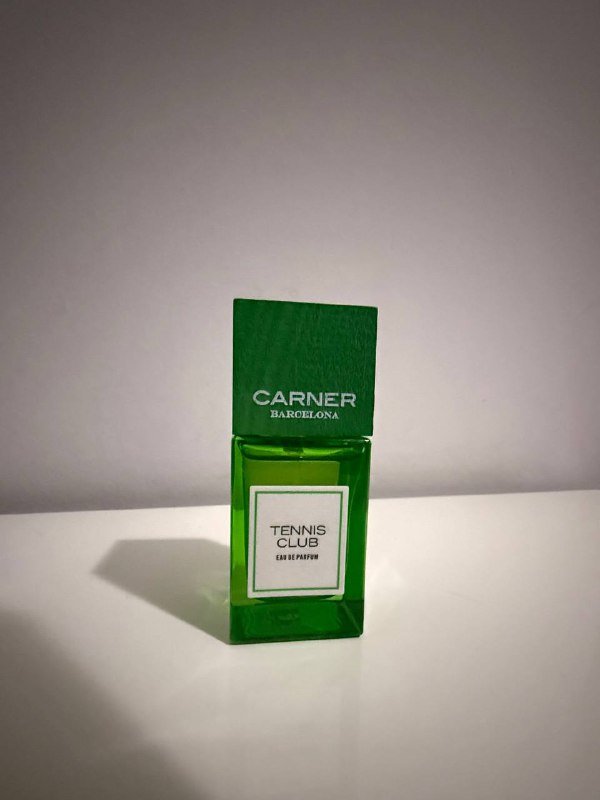 CARNER
BARCELONA
TENNIS
CLUB
EAU DE PARFUM